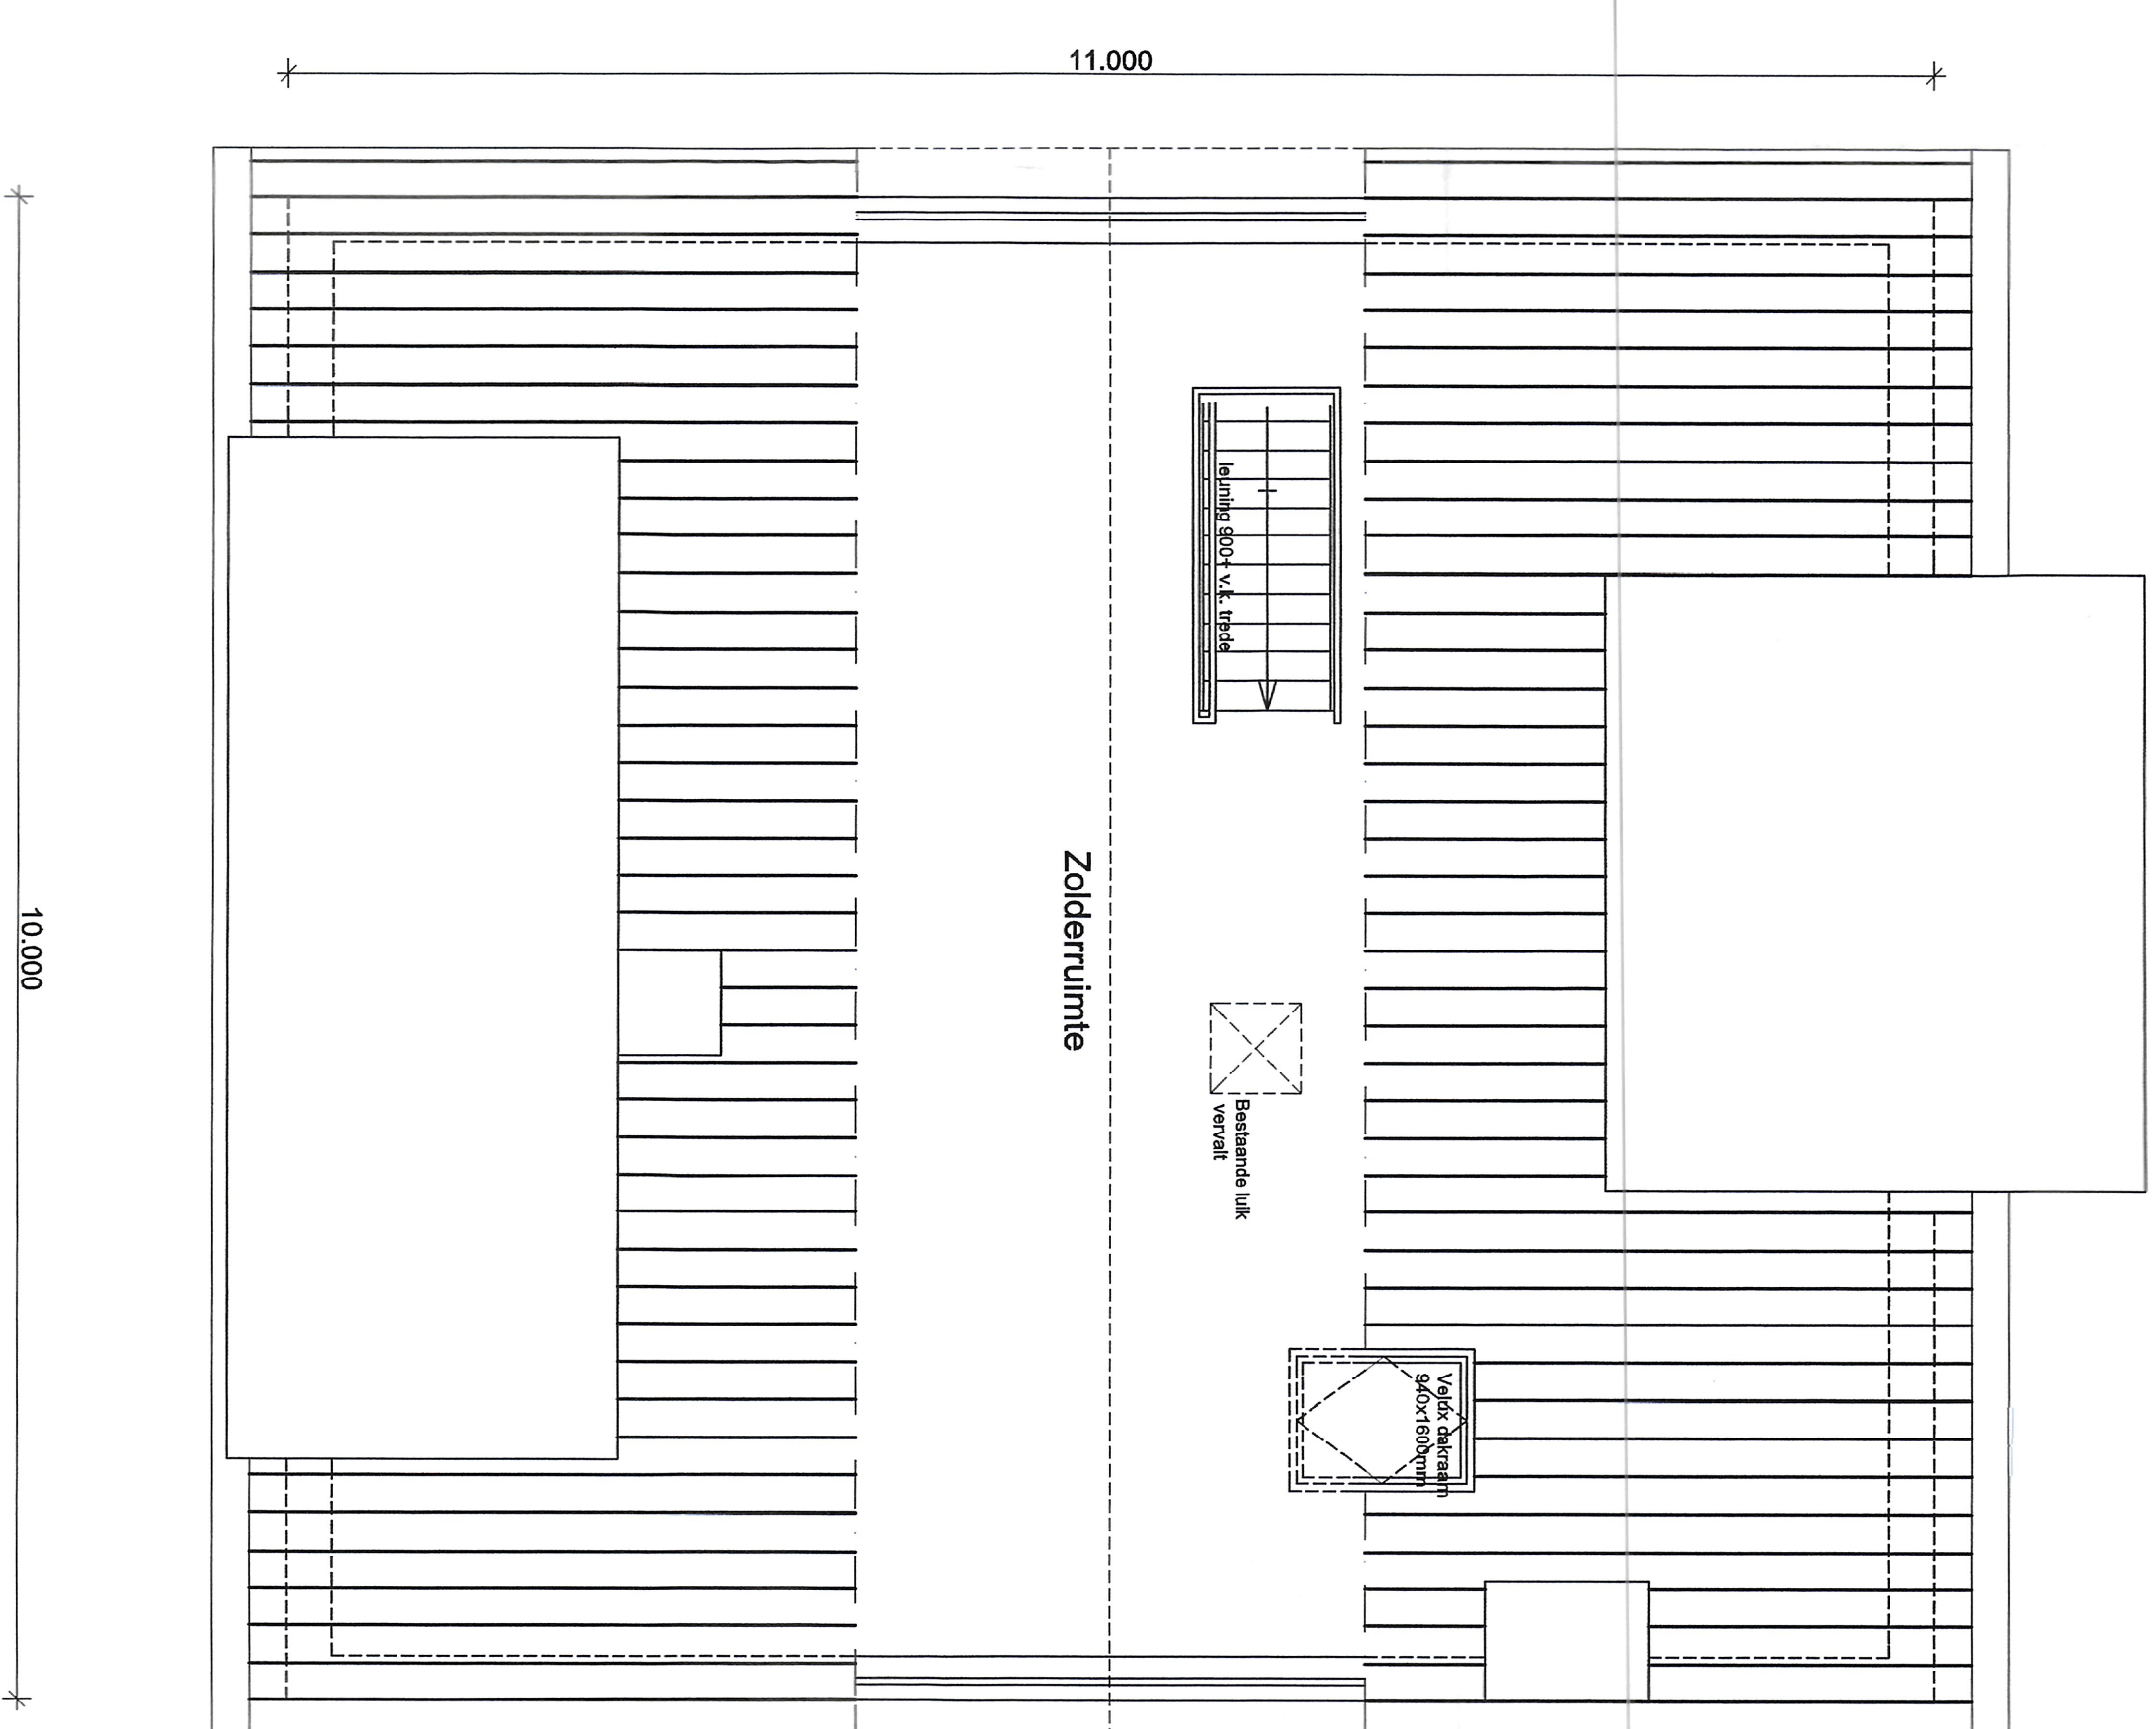 11.000
10.000
leuning 900+ v.k. trede
Zolderruimte
Bestaande luik
vervalt
Velux dakraam
940x1600mm